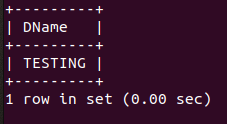 +---------+
| DName   |
+---------+
| TESTING |
+---------+
1 row in set (0.00 sec)